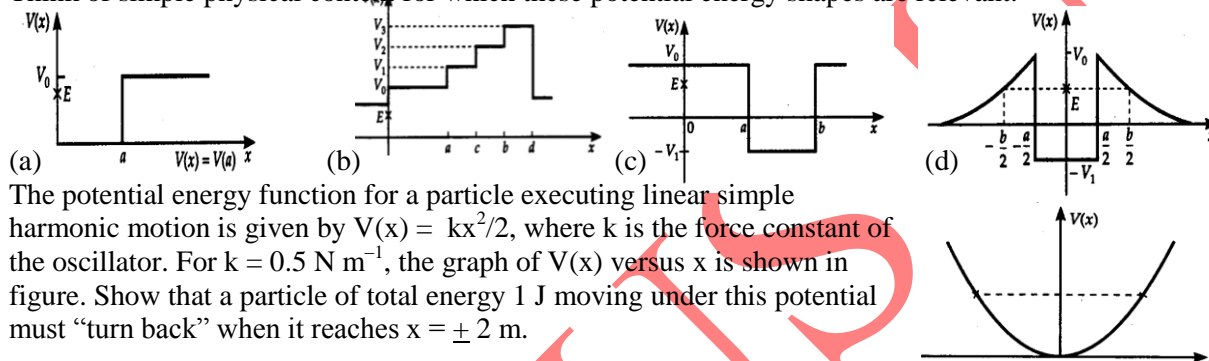 Think of simple physical contexts for which these potential energy shapes are relevant.
V(x) V₀ E a V(x) = V(a) x
V₃ V₂ V₁ V₀ E a c b d x
V(x) V₀ E 0 a b x – V₁
V(x) V₀ E – b/2 – a/2 a/2 b/2 – V₁
(a) (b) (c) (d)
The potential energy function for a particle executing linear simple
harmonic motion is given by V(x) = kx²/2, where k is the force constant of
the oscillator. For k = 0.5 N m⁻¹, the graph of V(x) versus x is shown in
figure. Show that a particle of total energy 1 J moving under this potential
must “turn back” when it reaches x = ± 2 m.
V(x)